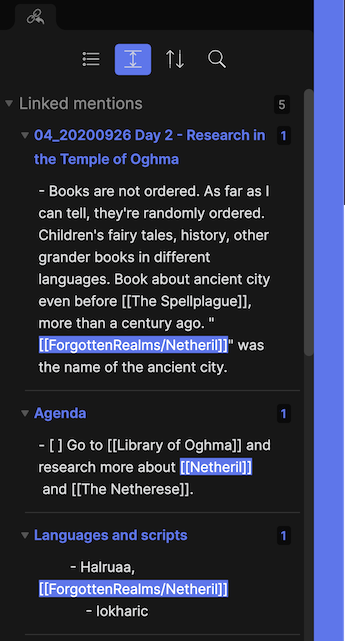 Linked mentions 5
04_20200926 Day 2 - Research in 1
the Temple of Oghma
- Books are not ordered. As far as I
can tell, they're randomly ordered.
Children's fairy tales, history, other
grander books in different
languages. Book about ancient city
even before [[The Spellplague]],
more than a century ago. "
[[ForgottenRealms/Netheril]]" was
the name of the ancient city.
Agenda 1
- [ ] Go to [[Library of Oghma]] and
research more about [[Netheril]]
and [[The Netherese]].
Languages and scripts 1
- Halruaa,
[[ForgottenRealms/Netheril]]
- Iokharic